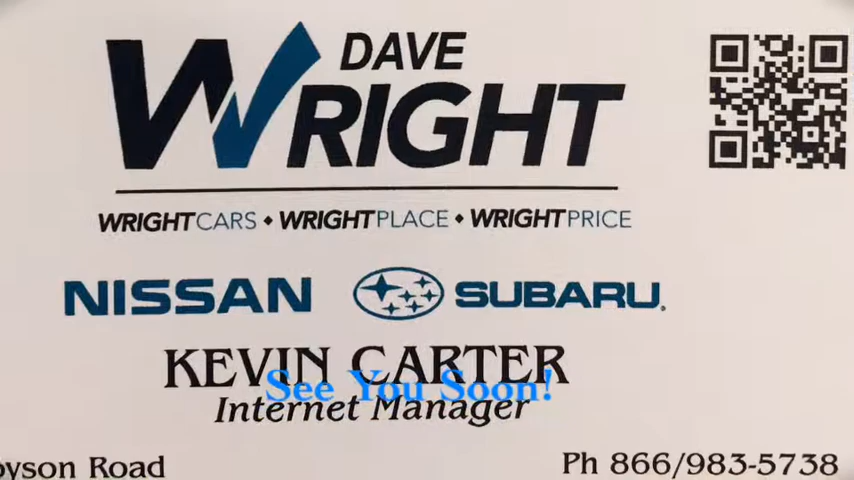 DAVE
WRIGHT
WRIGHTCARS • WRIGHTPLACE • WRIGHTPRICE
NISSAN SUBARU.
KEVIN CARTER
See You Soon!
Internet Manager
Road
Ph 866/983-5738